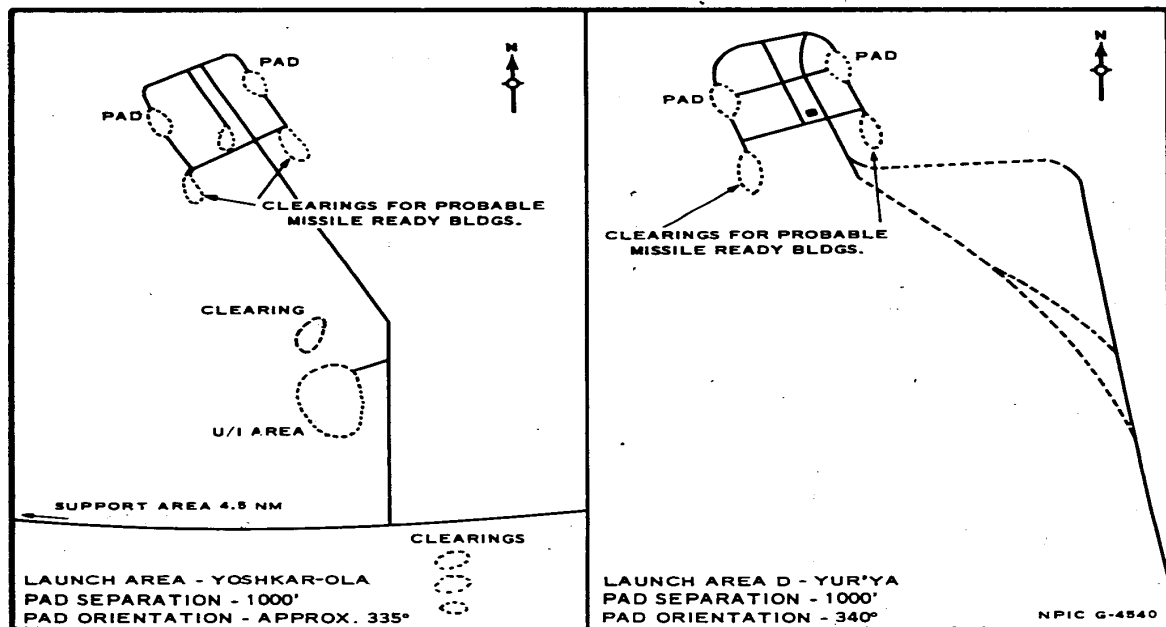 N
PAD
PAD
CLEARINGS FOR PROBABLE
MISSILE READY BLDGS.
CLEARING
U/I AREA
SUPPORT AREA 4.5 NM
CLEARINGS
LAUNCH AREA - YOSHKAR-OLA
PAD SEPARATION - 1000'
PAD ORIENTATION - APPROX. 335°
N
PAD
PAD
CLEARINGS FOR PROBABLE
MISSILE READY BLDGS.
LAUNCH AREA D - YUR'YA
PAD SEPARATION - 1000'
PAD ORIENTATION - 340°
NPIC G-4540